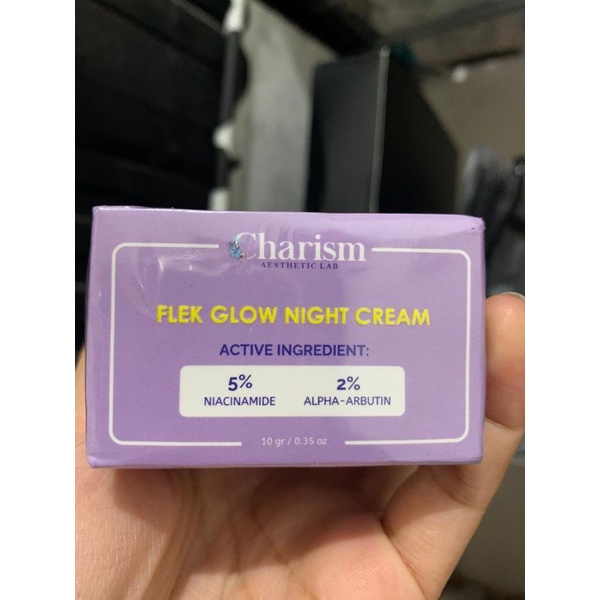 Charism
AESTHETIC LAB
FLEK GLOW NIGHT CREAM
ACTIVE INGREDIENT:
5% 2%
NIACINAMIDE ALPHA-ARBUTIN
10 gr / 0.35 oz